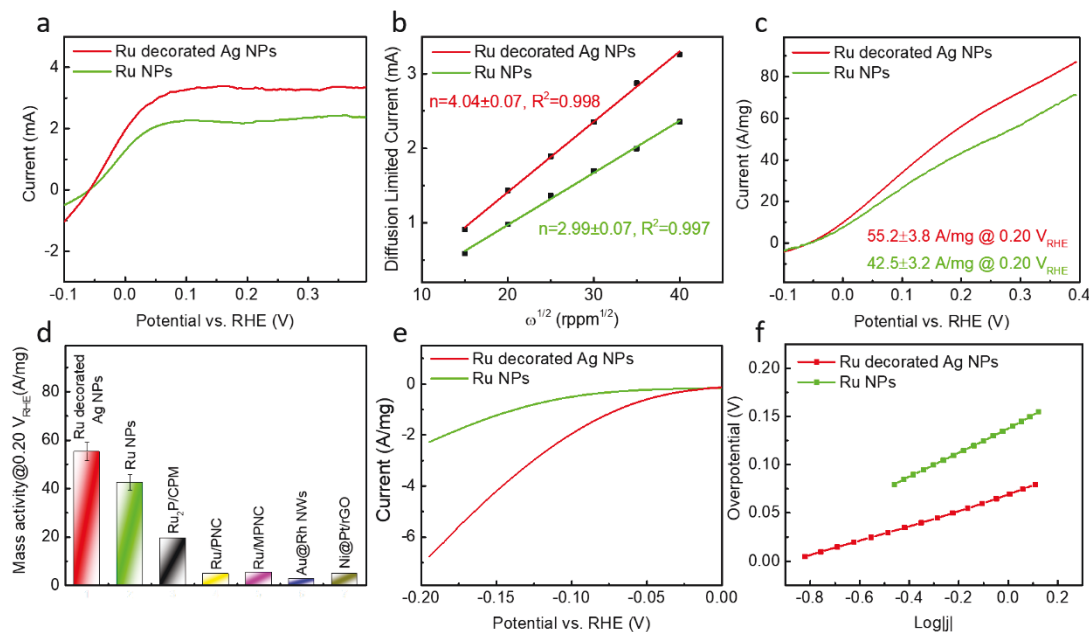 a
Ru decorated Ag NPs
Ru NPs
Current (mA)
4
2
0
-2
-0.1
0.0
0.1
0.2
0.3
Potential vs. RHE (V)
b
Ru decorated Ag NPs
Ru NPs
n=4.04±0.07, R²=0.998
n=2.99±0.07, R²=0.997
Diffusion Limited Current (mA)
3
2
1
10
20
30
40
ω^1/2 (rppm^1/2)
c
Ru decorated Ag NPs
Ru NPs
55.2±3.8 A/mg @ 0.20 V_RHE
42.5±3.2 A/mg @ 0.20 V_RHE
Current (A/mg)
80
60
40
20
0
-0.1
0.0
0.1
0.2
0.3
0.4
Potential vs. RHE (V)
d
Mass activity@0.20 V_RHE(A/mg)
80
60
40
20
0
Ru decorated
Ag NPs
Ru NPs
Ru₂P/CPM
Ru/PNC
Ru/MPNC
Au@Rh NWs
Ni@Pt/rGO
e
Ru decorated Ag NPs
Ru NPs
Current (A/mg)
0
-2
-4
-6
-0.20
-0.15
-0.10
-0.05
0.00
Potential vs. RHE (V)
f
Ru decorated Ag NPs
Ru NPs
Overpotential (V)
0.20
0.15
0.10
0.05
0.00
-0.8
-0.4
0.0
0.4
Log|j|